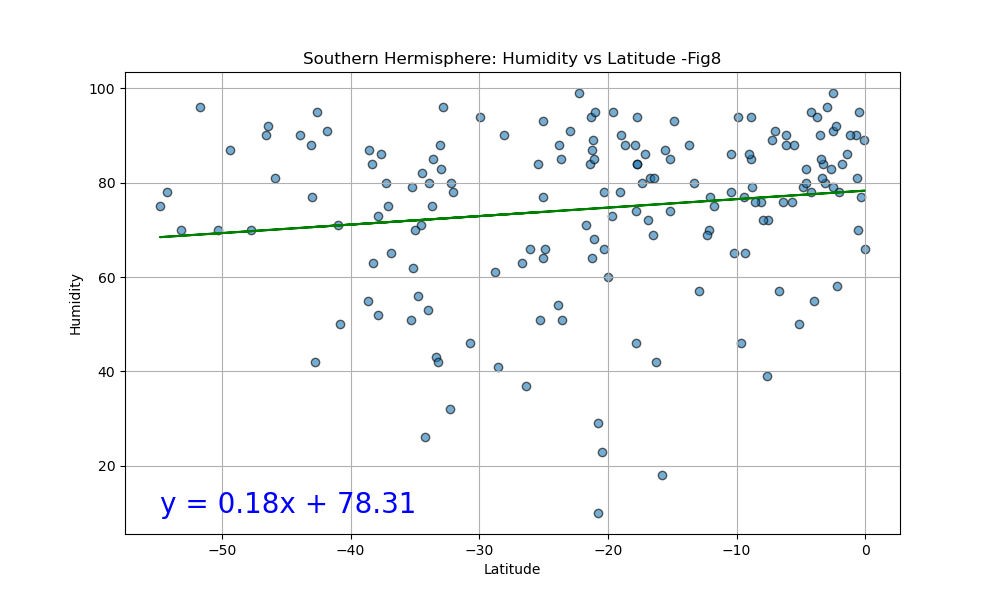 Southern Hermisphere: Humidity vs Latitude -Fig8
100
80
60
40
20
Humidity
y = 0.18x + 78.31
−50
−40
−30
−20
−10
0
Latitude